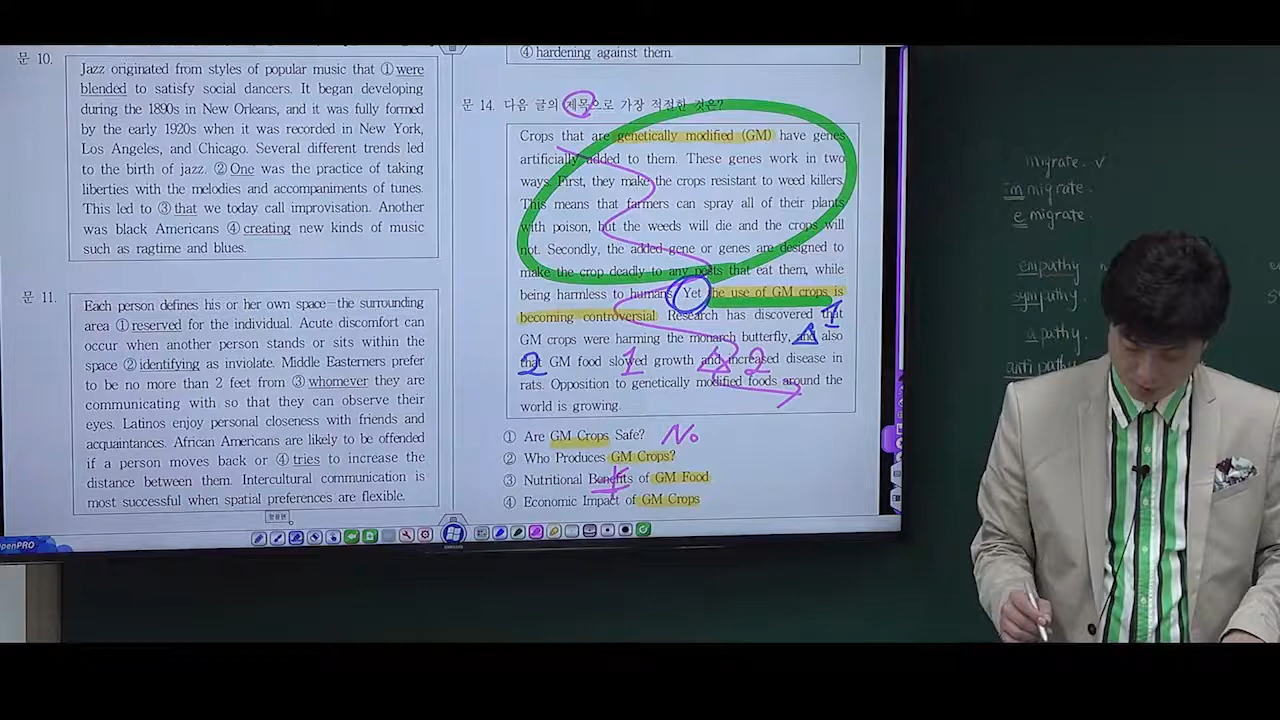 문 10.
Jazz originated from styles of popular music that ① were
blended to satisfy social dancers. It began developing
during the 1890s in New Orleans, and it was fully formed
by the early 1920s when it was recorded in New York,
Los Angeles, and Chicago. Several different trends led
to the birth of jazz. ② One was the practice of taking
liberties with the melodies and accompaniments of tunes.
This led to ③ that we today call improvation. Another
was black Americans ④ creating new kinds of music
such as ragtime and blues.
문 11.
Each person defines his or her own space—the surrounding
area ① reserved for the individual. Acute discomfort can
occur when another person stands or sits within the
space ② identifying as inviolate. Middle Easterners prefer
to be no more than 2 feet from ③ whomever they are
communicating with so that they can observe their
eyes. Latinos enjoy personal closeness with friends and
acquaintances. African Americans are likely to be offended
if a person moves back or ④ tries to increase the
distance between them. Intercultural communication is
most successful when spatial preferences are flexible.
④ hardening against them.
문 14. 다음 글의 제목으로 가장 적절한 것은?
Crops that are genetically modified (GM) have genes
artificially added to them. These genes work in two
ways. First, they make the crops resistant to weed killers.
This means that farmers can spray all of their plants
with poison, but the weeds will die and the crops will
not. Secondly, the added gene or genes are designed to
make the crop deadly to any pests that eat them, while
being harmless to humans. Yet the use of GM crops is
becoming controversial. Research has discovered that
1
GM crops were harming the monarch butterfly, and also
2
that GM food slowed growth and increased disease in
1 2
rats. Opposition to genetically modified foods around the
world is growing.
① Are GM Crops Safe? No
② Who Produces GM Crops?
③ Nutritional Benefits of GM Food
④ Economic Impact of GM Crops
OpenPRO
SAMSUNG
migrate. v
immigrate.
emigrate.
empathy
sympathy.
apathy.
antipathy